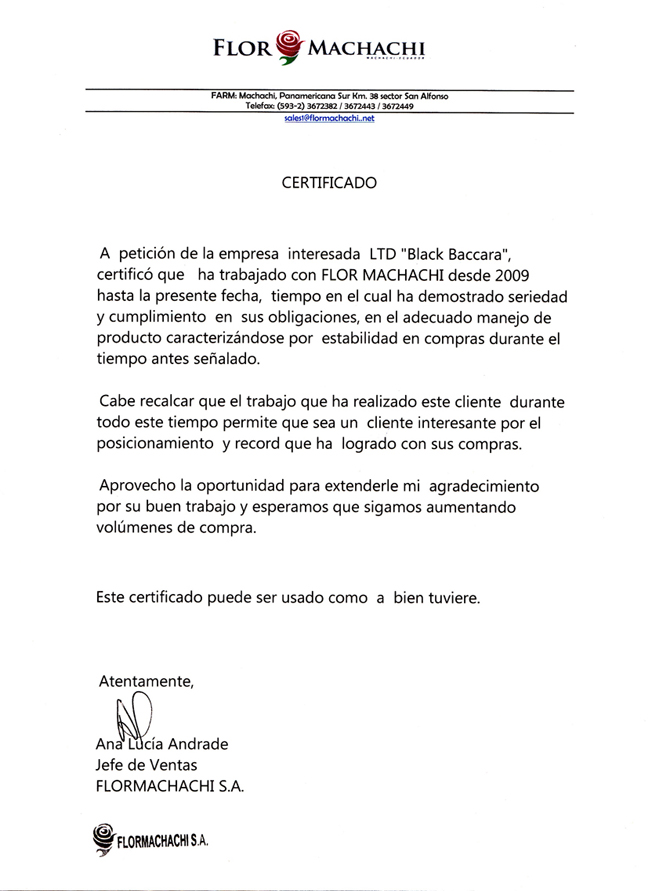 FLOR MACHACHI
MACHACHI-ECUADOR
FARM: Machachi, Panamericana Sur Km. 38 sector San Alfonso
Telefax: (593-2) 3672382 / 3672443 / 3672449
sales1@flormachachi..net
CERTIFICADO
A petición de la empresa interesada LTD "Black Baccara",
certificó que ha trabajado con FLOR MACHACHI desde 2009
hasta la presente fecha, tiempo en el cual ha demostrado seriedad
y cumplimiento en sus obligaciones, en el adecuado manejo de
producto caracterizándose por estabilidad en compras durante el
tiempo antes señalado.
Cabe recalcar que el trabajo que ha realizado este cliente durante
todo este tiempo permite que sea un cliente interesante por el
posicionamiento y record que ha logrado con sus compras.
Aprovecho la oportunidad para extenderle mi agradecimiento
por su buen trabajo y esperamos que sigamos aumentando
volúmenes de compra.
Este certificado puede ser usado como a bien tuviere.
Atentamente,
Ana Lucía Andrade
Jefe de Ventas
FLORMACHACHI S.A.
FLORMACHACHI S.A.